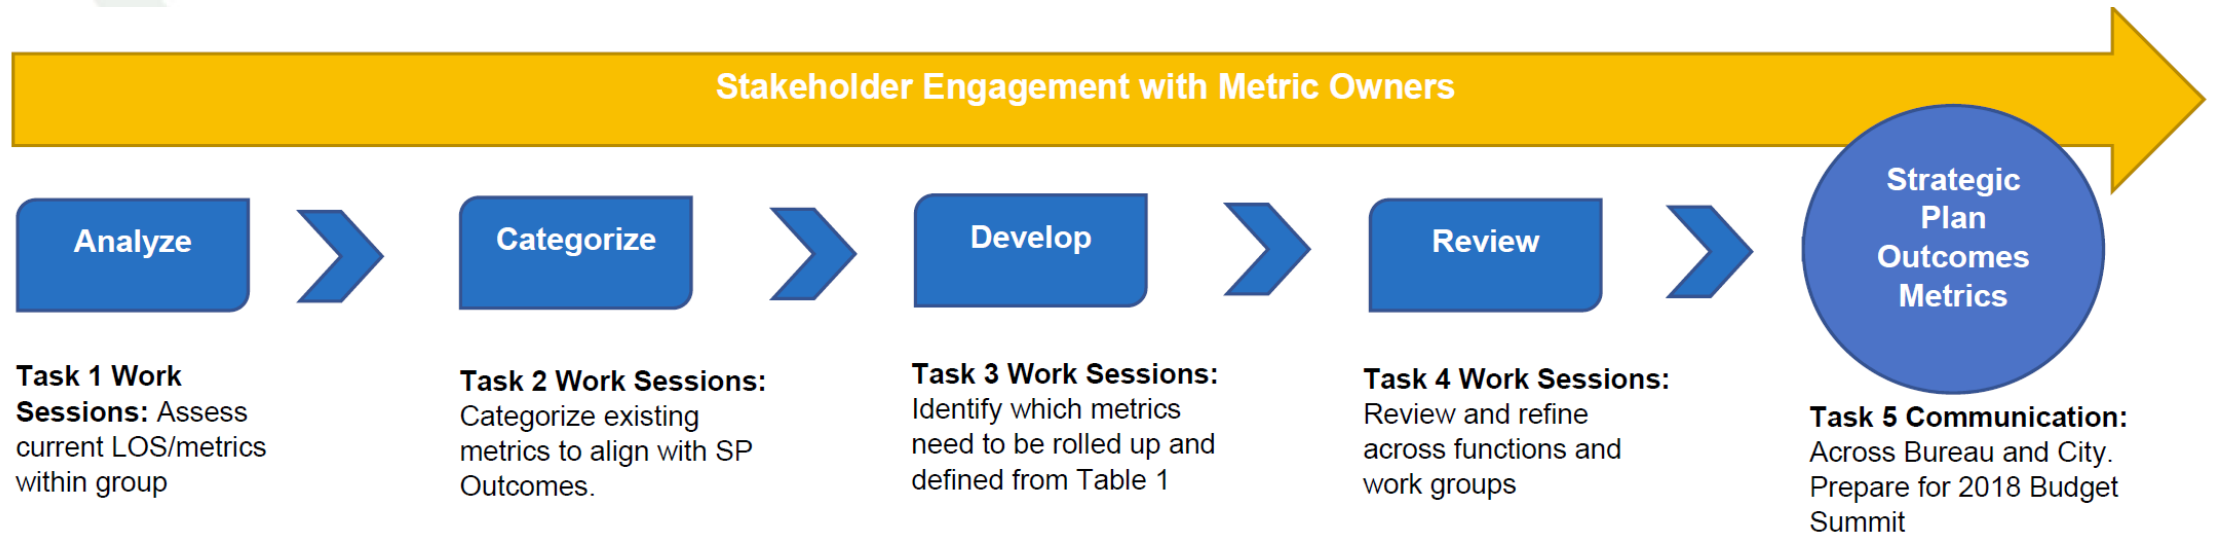 Stakeholder Engagement with Metric Owners
Analyze
Categorize
Develop
Review
Strategic
Plan
Outcomes
Metrics
Task 1 Work
Sessions: Assess
current LOS/metrics
within group
Task 2 Work Sessions:
Categorize existing
metrics to align with SP
Outcomes.
Task 3 Work Sessions:
Identify which metrics
need to be rolled up and
defined from Table 1
Task 4 Work Sessions:
Review and refine
across functions and
work groups
Task 5 Communication:
Across Bureau and City.
Prepare for 2018 Budget
Summit